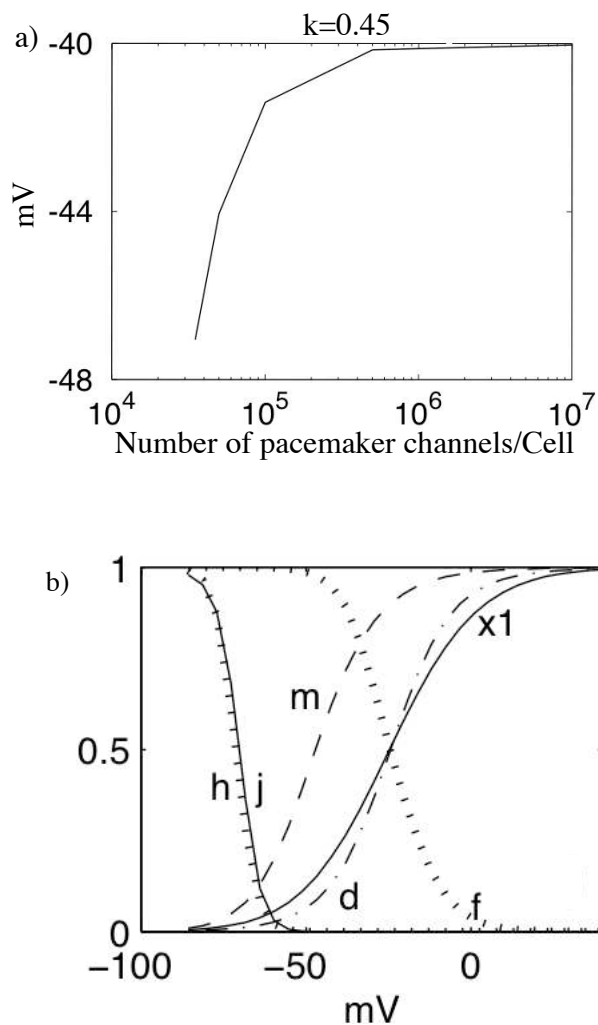 k=0.45
a)
-40
-44
-48
mV
10^4 10^5 10^6 10^7
Number of pacemaker channels/Cell
b)
1
0.5
0
m
x1
h j
d
f
−100 −50 0
mV